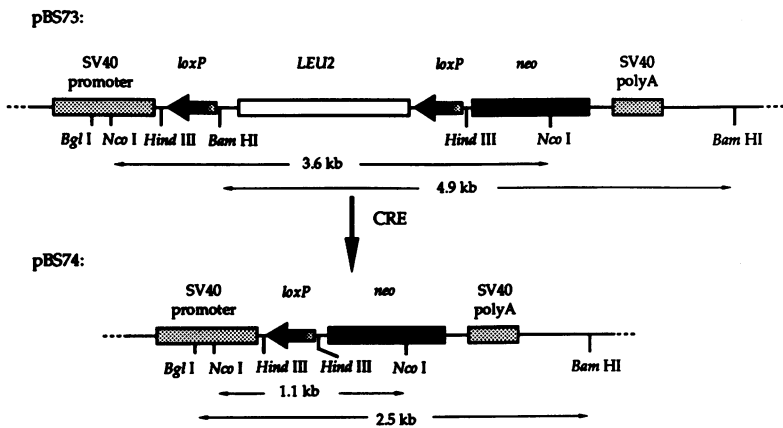 pBS73:
SV40 promoter loxP LEU2 loxP neo SV40 polyA
Bgl I Nco I Hind III Bam HI Hind III Nco I Bam HI
3.6 kb
4.9 kb
CRE
pBS74:
SV40 promoter loxP neo SV40 polyA
Bgl I Nco I Hind III Hind III Nco I Bam HI
1.1 kb
2.5 kb